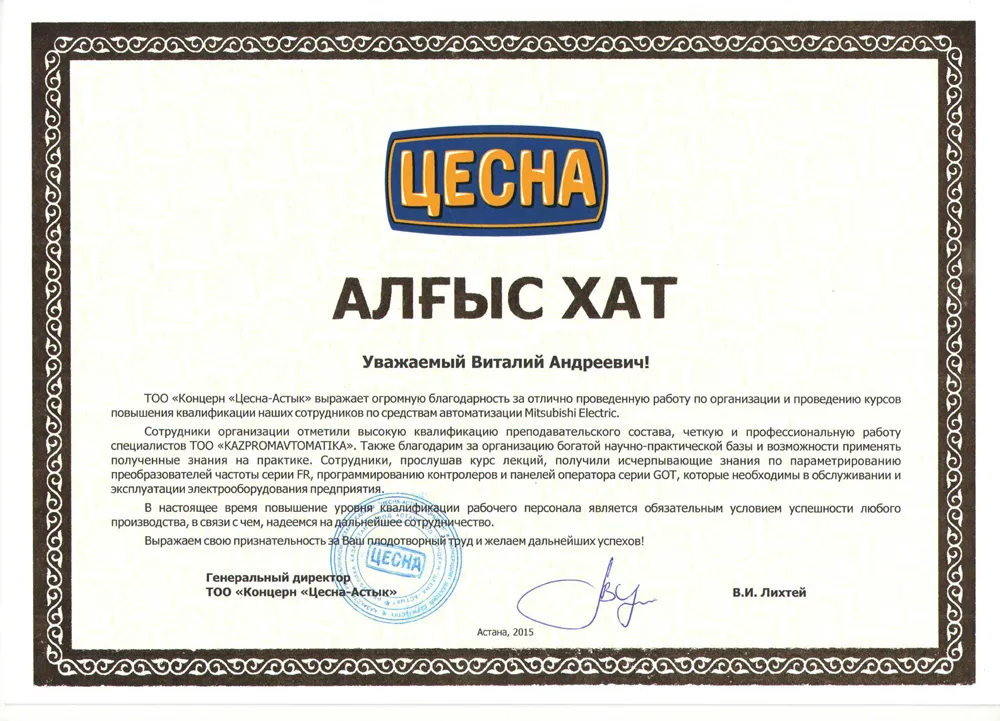 ЦЕСНА
АЛҒЫС ХАТ
Уважаемый Виталий Андреевич!
ТОО «Концерн «Цесна-Астык» выражает огромную благодарность за отлично проведенную работу по организации и проведению курсов
повышения квалификации наших сотрудников по средствам автоматизации Mitsubishi Electric.
Сотрудники организации отметили высокую квалификацию преподавательского состава, четкую и профессиональную работу
специалистов ТОО «KAZPROMAVTOMATIKA». Также благодарим за организацию богатой научно-практической базы и возможности применять
полученные знания на практике. Сотрудники, прослушав курс лекций, получили исчерпывающие знания по параметрированию
преобразователей частоты серии FR, программированию контролеров и панелей оператора серии GOT, которые необходимы в обслуживании и
эксплуатации электрооборудования предприятия.
В настоящее время повышение уровня квалификации рабочего персонала является обязательным условием успешности любого
производства, в связи с чем, надеемся на дальнейшее сотрудничество.
Выражаем свою признательность за Ваш плодотворный труд и желаем дальнейших успехов!
ЦЕСНА
Генеральный директор
ТОО «Концерн «Цесна-Астык»
В.И. Лихтей
Астана, 2015